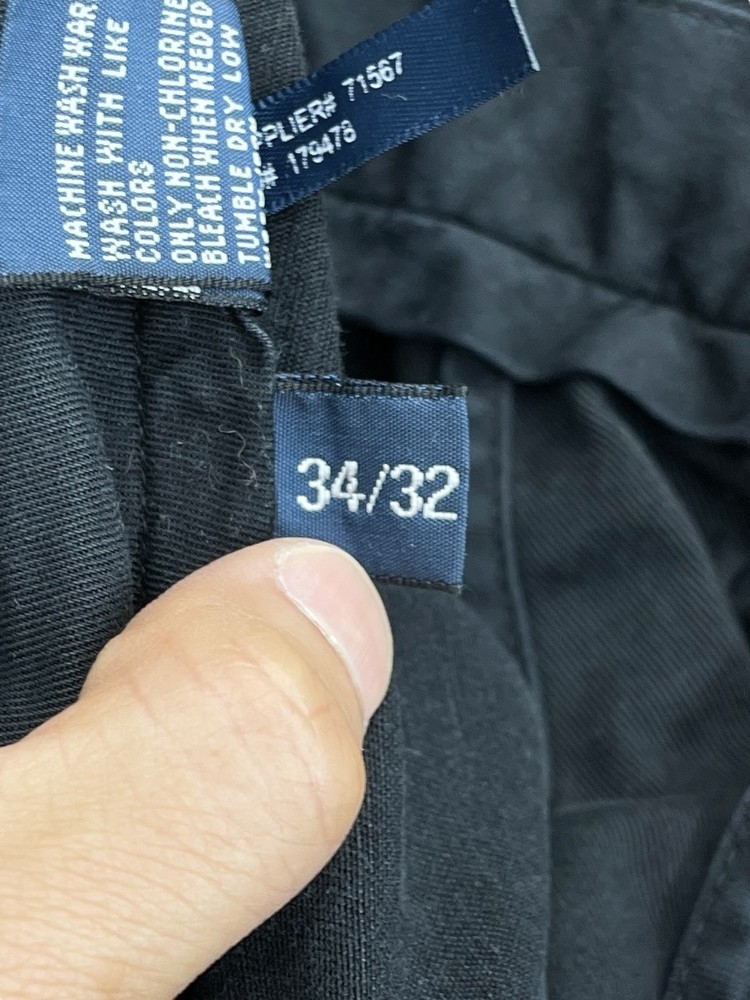 MACHINE WASH WAR
WASH WITH LIKE
COLORS
ONLY NON-CHLORINE
BLEACH WHEN NEEDED
TUMBLE DRY LOW
PPLIER# 71567
# 179478
34/32